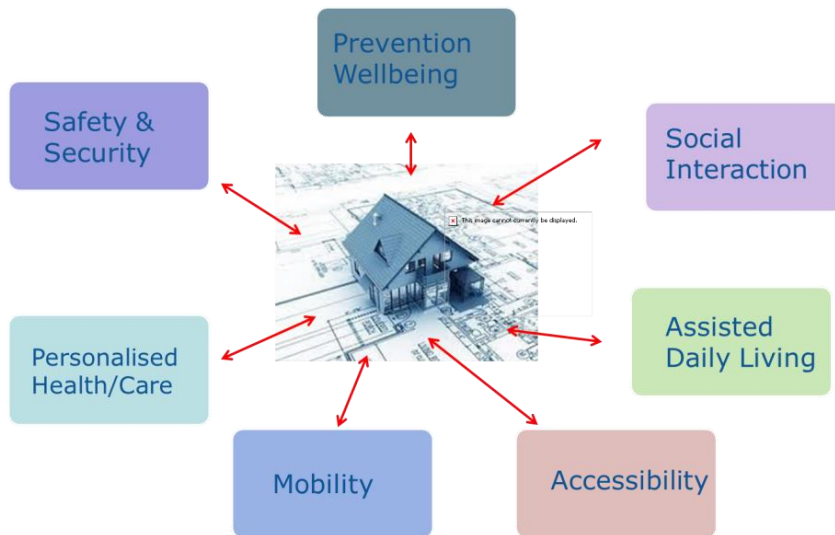 Prevention
Wellbeing
Safety &
Security
Social
Interaction
This image cannot currently be displayed.
Personalised
Health/Care
Assisted
Daily Living
Mobility
Accessibility